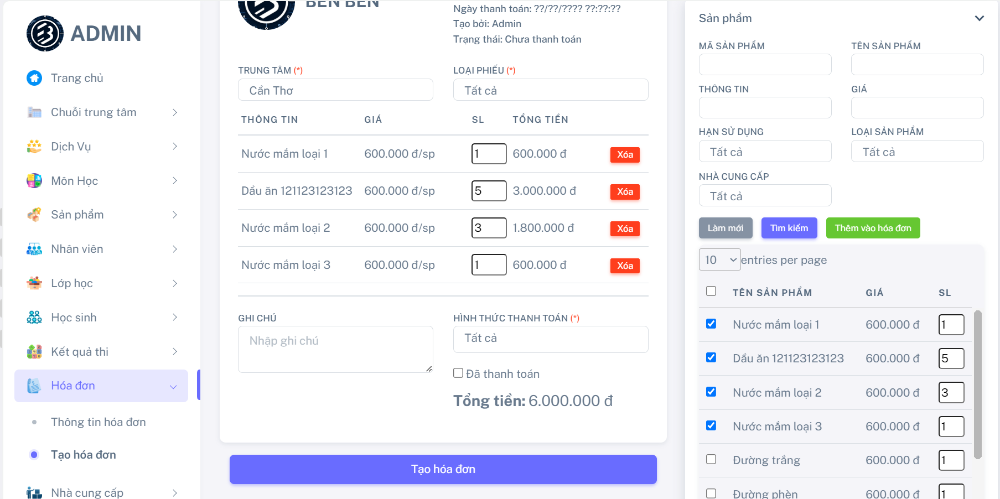 ADMIN
Trang chủ
Chuỗi trung tâm
Dịch Vụ
Môn Học
Sản phẩm
Nhân viên
Lớp học
Học sinh
Kết quả thi
Hóa đơn
Thông tin hóa đơn
Tạo hóa đơn
Nhà cung cấp
BEN BEN
Ngày thanh toán: ??/??/???? ??:??:??
Tạo bởi: Admin
Trạng thái: Chưa thanh toán
TRUNG TÂM (*)
LOẠI PHIẾU (*)
Cần Thơ
Tất cả
THÔNG TIN GIÁ SL TỔNG TIỀN
Nước mắm loại 1 600.000 đ/sp 1 600.000 đ Xóa
Dầu ăn 121123123123 600.000 đ/sp 5 3.000.000 đ Xóa
Nước mắm loại 2 600.000 đ/sp 3 1.800.000 đ Xóa
Nước mắm loại 3 600.000 đ/sp 1 600.000 đ Xóa
GHI CHÚ
Nhập ghi chú
HÌNH THỨC THANH TOÁN (*)
Tất cả
Đã thanh toán
Tổng tiền: 6.000.000 đ
Tạo hóa đơn
Sản phẩm
MÃ SẢN PHẨM
TÊN SẢN PHẨM
THÔNG TIN
GIÁ
HẠN SỬ DỤNG
LOẠI SẢN PHẨM
Tất cả
Tất cả
NHÀ CUNG CẤP
Tất cả
Làm mới Tìm kiếm Thêm vào hóa đơn
10 entries per page
TÊN SẢN PHẨM GIÁ SL
Nước mắm loại 1 600.000 đ 1
Dầu ăn 121123123123 600.000 đ 5
Nước mắm loại 2 600.000 đ 3
Nước mắm loại 3 600.000 đ 1
Đường trắng 600.000 đ 1
Đường phèn 600.000 đ 1